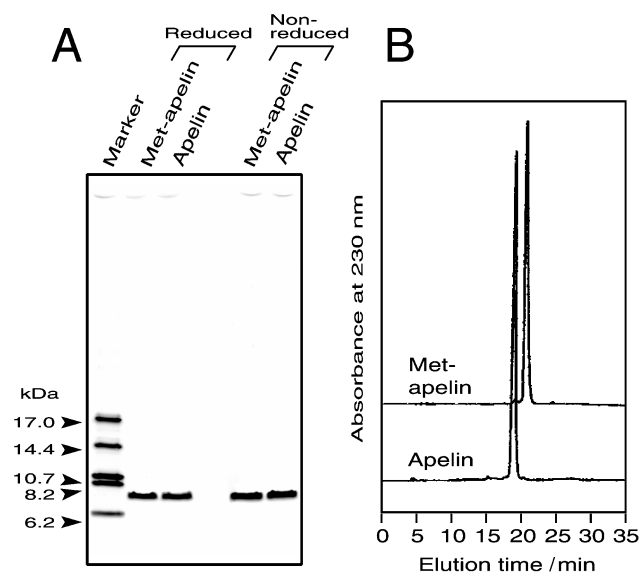 A
Reduced
Non-
reduced
Marker
Met-apelin
Apelin
Met-apelin
Apelin
kDa
17.0
14.4
10.7
8.2
6.2
B
Absorbance at 230 nm
Met-
apelin
Apelin
0 5 10 15 20 25 30 35
Elution time /min